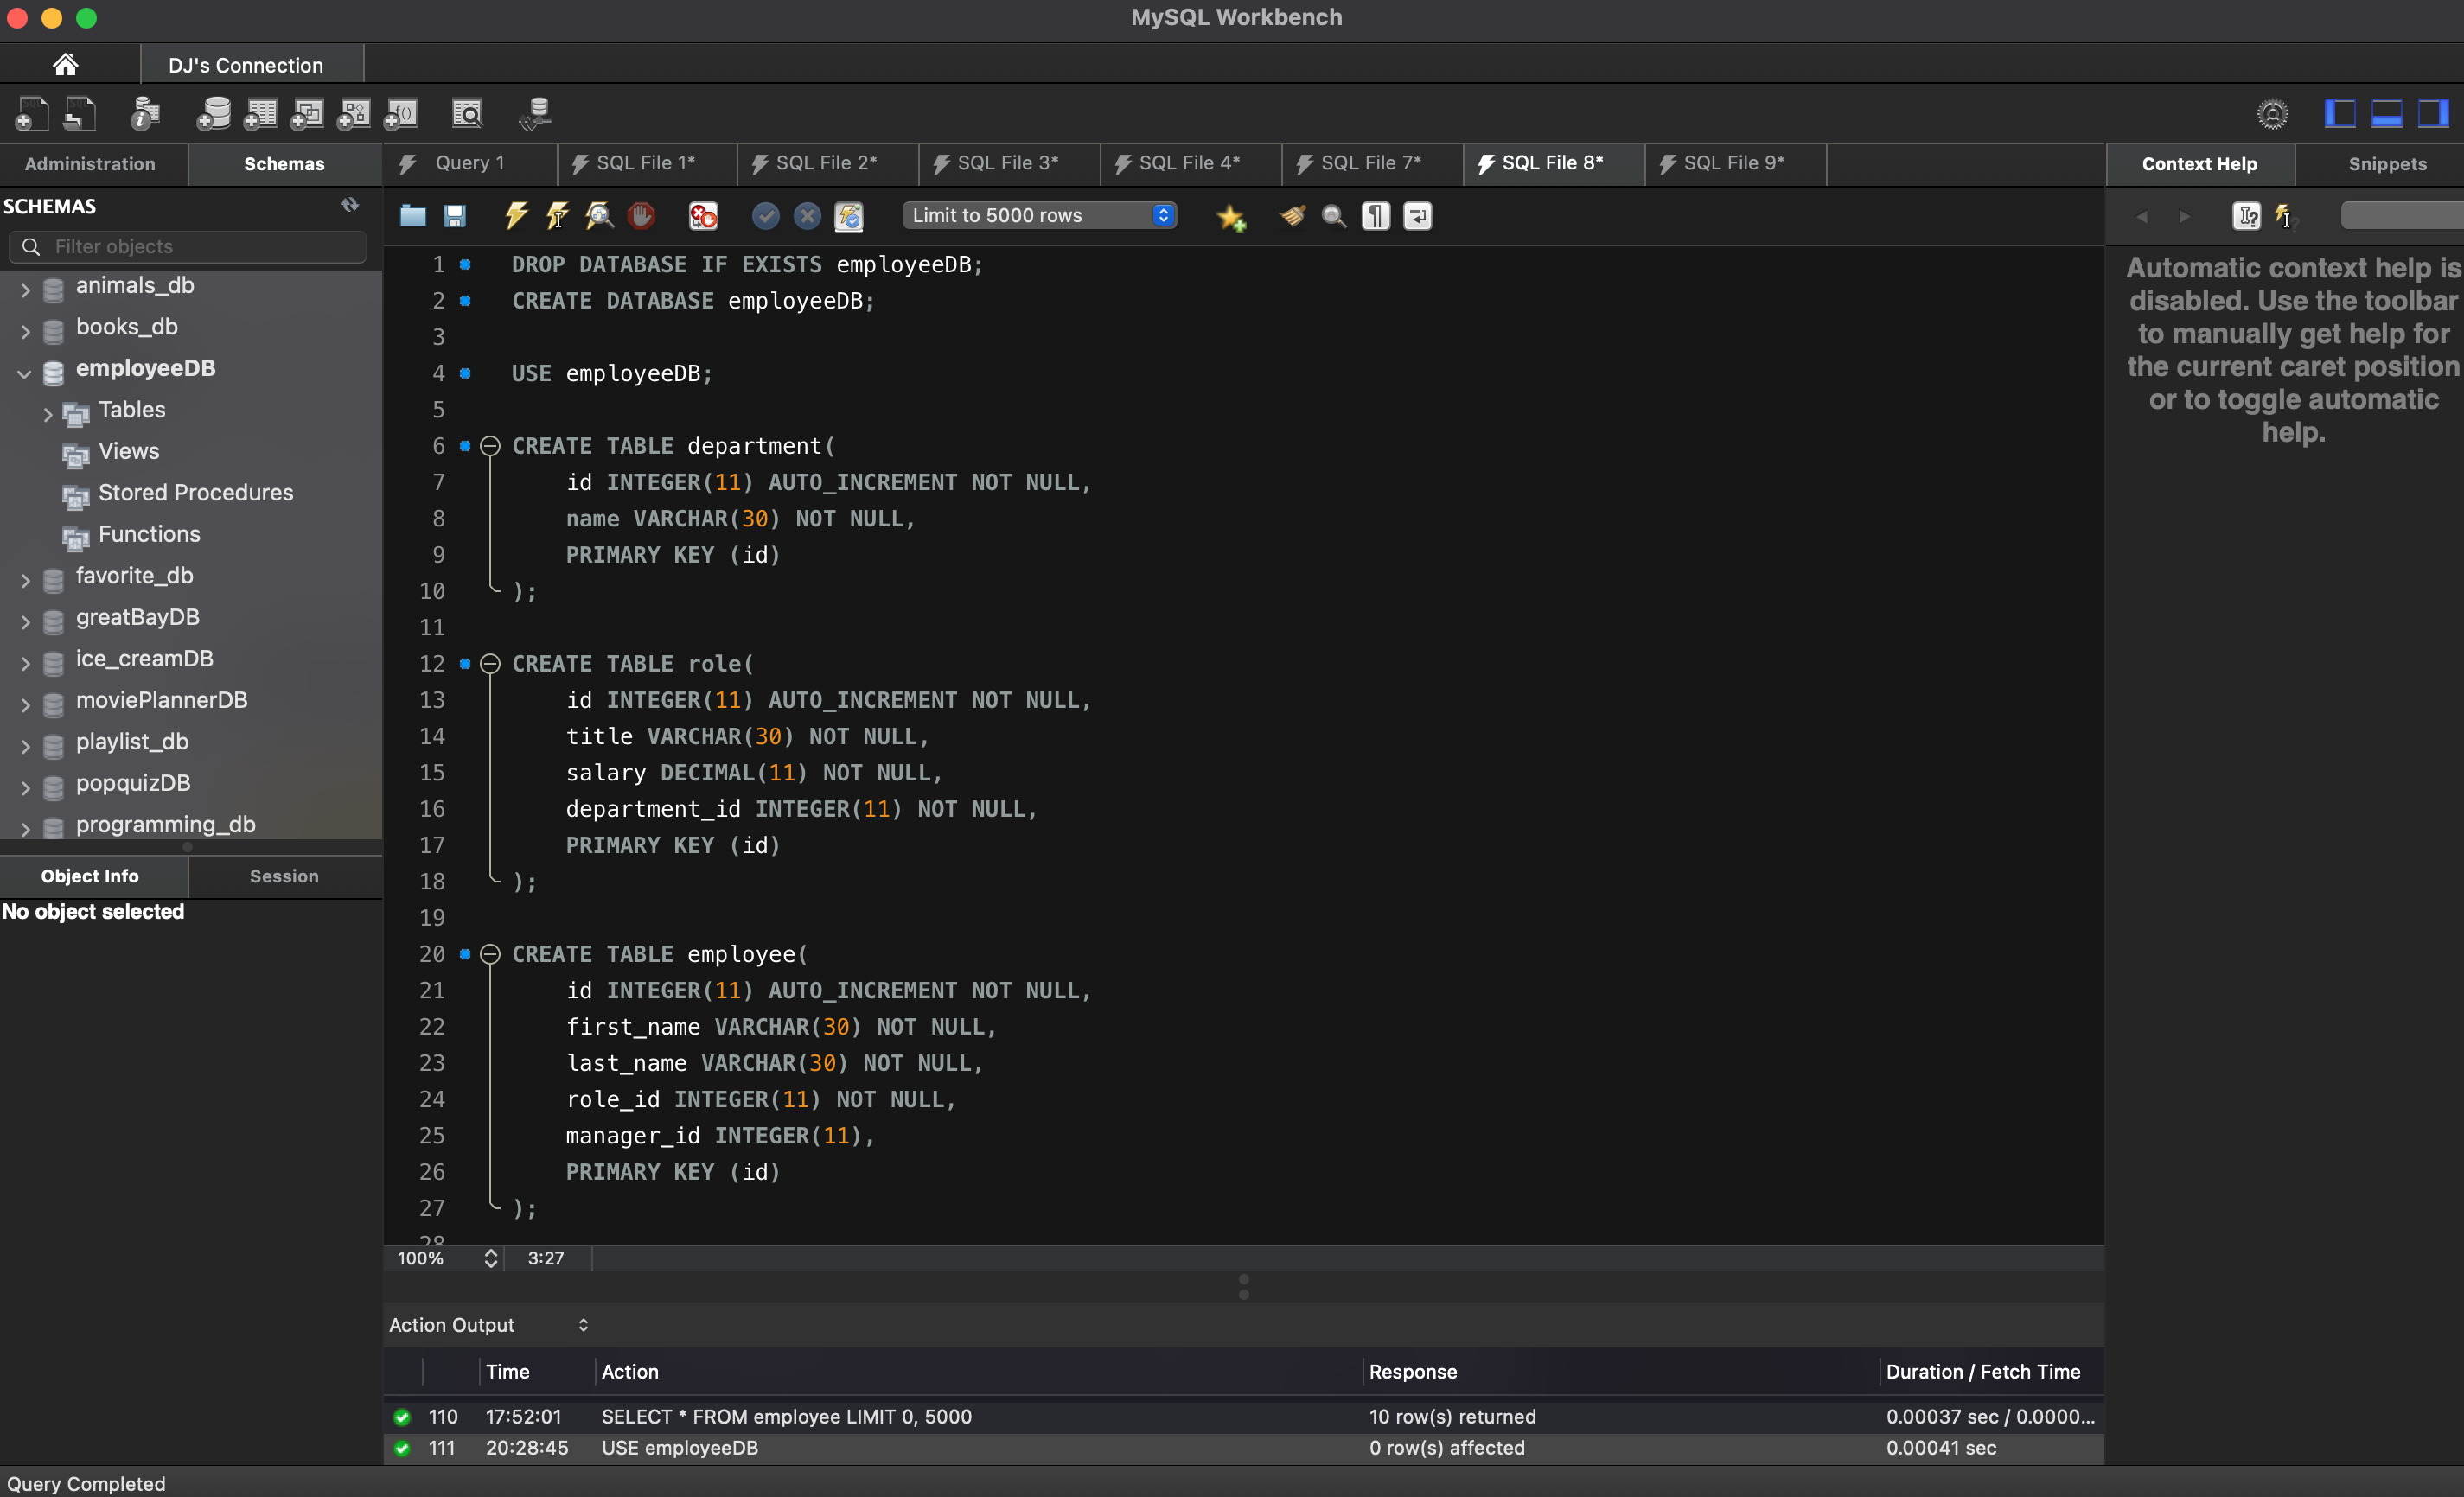 MySQL Workbench
DJ's Connection
Administration
Schemas
SCHEMAS
Filter objects
animals_db
books_db
employeeDB
Tables
Views
Stored Procedures
Functions
favorite_db
greatBayDB
ice_creamDB
moviePlannerDB
playlist_db
popquizDB
programming_db
Object Info
Session
No object selected
Query 1
SQL File 1*
SQL File 2*
SQL File 3*
SQL File 4*
SQL File 7*
SQL File 8*
SQL File 9*
Limit to 5000 rows
1 DROP DATABASE IF EXISTS employeeDB;
2 CREATE DATABASE employeeDB;
3
4 USE employeeDB;
5
6 CREATE TABLE department(
7 id INTEGER(11) AUTO_INCREMENT NOT NULL,
8 name VARCHAR(30) NOT NULL,
9 PRIMARY KEY (id)
10 );
11
12 CREATE TABLE role(
13 id INTEGER(11) AUTO_INCREMENT NOT NULL,
14 title VARCHAR(30) NOT NULL,
15 salary DECIMAL(11) NOT NULL,
16 department_id INTEGER(11) NOT NULL,
17 PRIMARY KEY (id)
18 );
19
20 CREATE TABLE employee(
21 id INTEGER(11) AUTO_INCREMENT NOT NULL,
22 first_name VARCHAR(30) NOT NULL,
23 last_name VARCHAR(30) NOT NULL,
24 role_id INTEGER(11) NOT NULL,
25 manager_id INTEGER(11),
26 PRIMARY KEY (id)
27 );
28
100%
3:27
Action Output
Time Action Response Duration / Fetch Time
110 17:52:01 SELECT * FROM employee LIMIT 0, 5000 10 row(s) returned 0.00037 sec / 0.0000...
111 20:28:45 USE employeeDB 0 row(s) affected 0.00041 sec
Context Help
Snippets
Automatic context help is
disabled. Use the toolbar
to manually get help for
the current caret position
or to toggle automatic
help.
Query Completed